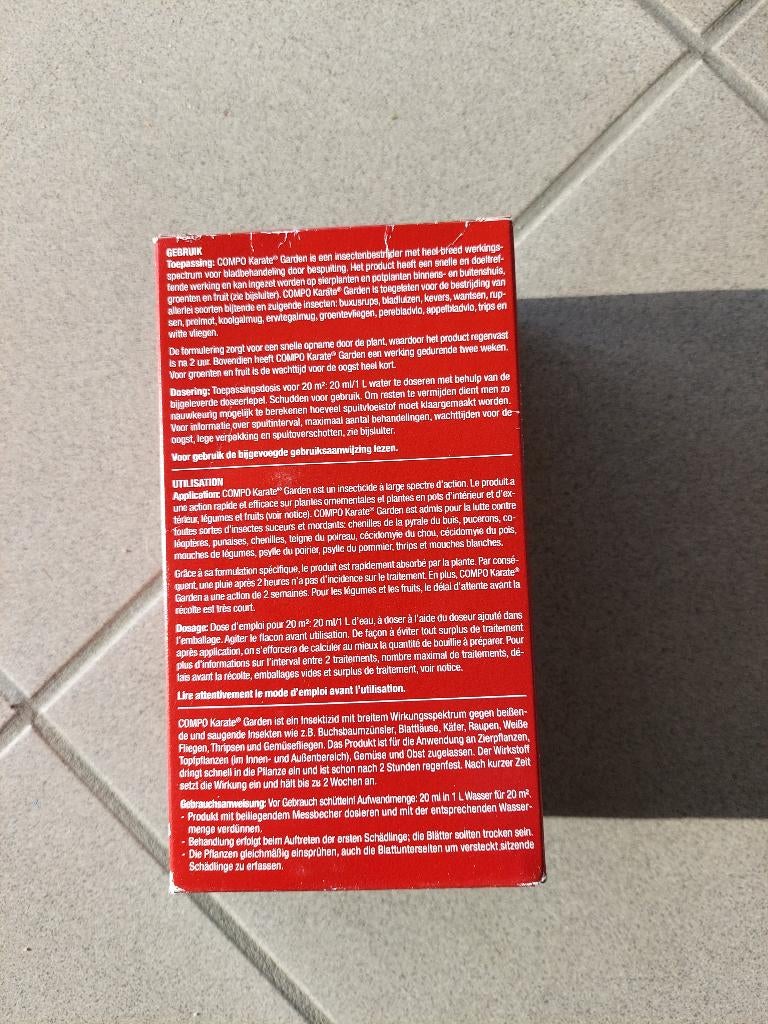 GEBRUIK
Toepassing: COMPO Karate® Garden is een insectenbestrijder met heel breed werkings-
spectrum voor bladbehandeling door bespuiting. Het product heeft een snelle en doeltref-
fende werking en kan ingezet worden op sierplanten en potplanten binnens- en buitenshuis,
groenten en fruit (zie bijsluiter). COMPO Karate® Garden is toegelaten voor de bestrijding van
allerlei soorten bijtende en zuigende insecten: buxusrups, bladluizen, kevers, wantsen, rup-
sen, preimot, koolgalmug, erwtegalmug, groentevliegen, perebladvlo, appelbladvlo, trips en
witte vliegen.
De formulering zorgt voor een snelle opname door de plant, waardoor het product regenvast
is na 2 uur. Bovendien heeft COMPO Karate® Garden een werking gedurende twee weken.
Voor groenten en fruit is de wachttijd voor de oogst heel kort.
Dosering: Toepassingsdosis voor 20 m²: 20 ml/1 L water te doseren met behulp van de
bijgeleverde doseerlepel. Schudden voor gebruik. Om resten te vermijden dient men zo
nauwkeurig mogelijk te berekenen hoeveel spuitvloeistof moet klaargemaakt worden.
Voor informatie over spuitinterval, maximaal aantal behandelingen, wachttijden voor de
oogst, lege verpakking en spuitoverschotten, zie bijsluiter.
Voor gebruik de bijgevoegde gebruiksaanwijzing lezen.
UTILISATION
Application: COMPO Karate® Garden est un insecticide à large spectre d'action. Le produit a
une action rapide et efficace sur plantes ornementales et plantes en pots d'intérieur et d'ex-
térieur, légumes et fruits (voir notice). COMPO Karate® Garden est admis pour la lutte contre
toutes sortes d'insectes suceurs et mordants: chenilles de la pyrale du buis, pucerons, co-
léoptères, punaises, chenilles, teigne du poireau, cécidomyie du chou, cécidomyie du pois,
mouches de légumes, psylle du poirier, psylle du pommier, thrips et mouches blanches.
Grâce à sa formulation spécifique, le produit est rapidement absorbé par la plante. Par consé-
quent, une pluie après 2 heures n'a pas d'incidence sur le traitement. En plus, COMPO Karate®
Garden a une action de 2 semaines. Pour les légumes et les fruits, le délai d'attente avant la
récolte est très court.
Dosage: Dose d'emploi pour 20 m²: 20 ml/1 L d'eau, à doser à l'aide du doseur ajouté dans
l'emballage. Agiter le flacon avant utilisation. De façon à éviter tout surplus de traitement
après application, on s'efforcera de calculer au mieux la quantité de bouillie à préparer. Pour
plus d'informations sur l'interval entre 2 traitements, nombre maximal de traitements, dé-
lais avant la récolte, emballages vides et surplus de traitement, voir notice.
Lire attentivement le mode d'emploi avant l'utilisation.
COMPO Karate® Garden ist ein Insektizid mit breitem Wirkungsspektrum gegen beißen-
de und saugende Insekten wie z.B. Buchsbaumzünsler, Blattläuse, Käfer, Raupen, Weiße
Fliegen, Thripsen und Gemüsefliegen. Das Produkt ist für die Anwendung an Zierpflanzen,
Topfpflanzen (im Innen- und Außenbereich), Gemüse und Obst zugelassen. Der Wirkstoff
dringt schnell in die Pflanze ein und ist schon nach 2 Stunden regenfest. Nach kurzer Zeit
setzt die Wirkung ein und hält bis zu 2 Wochen an.
Gebrauchsanweisung: Vor Gebrauch schütteln! Aufwandmenge: 20 ml in 1 L Wasser für 20 m².
- Produkt mit beiliegendem Messbecher dosieren und mit der entsprechenden Wasser-
menge verdünnen.
- Behandlung erfolgt beim Auftreten der ersten Schädlinge; die Blätter sollten trocken sein.
- Die Pflanzen gleichmäßig einsprühen, auch die Blattunterseiten um versteckt sitzende
Schädlinge zu erfassen.